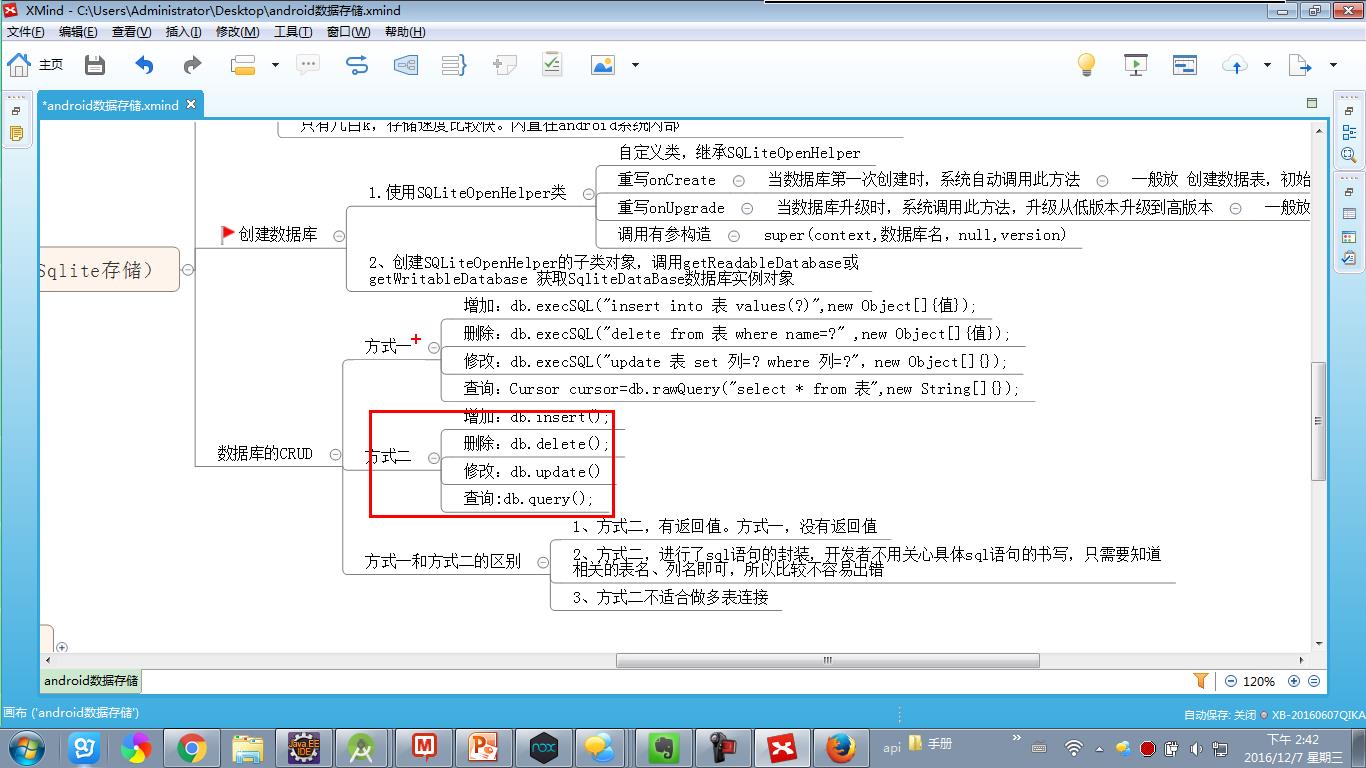 XMind - C:\Users\Administrator\Desktop\android数据存储.xmind
文件(F) 编辑(E) 查看(V) 插入(I) 修改(M) 工具(T) 窗口(W) 帮助(H)
主页
*android数据存储.xmind
只有几百k，存储速度比较快。内置在android系统内部
自定义类，继承SQLiteOpenHelper
1.使用SQLiteOpenHelper类
重写onCreate 当数据库第一次创建时，系统自动调用此方法 一般放 创建数据表，初始
重写onUpgrade 当数据库升级时，系统调用此方法，升级从低版本升级到高版本 一般放
调用有参构造 super(context,数据库名，null,version)
创建数据库
2、创建SQLiteOpenHelper的子类对象，调用getReadableDatabase或
getWritableDatabase 获取SqliteDataBase数据库实例对象
Sqlite存储）
增加：db.execSQL("insert into 表 values(?)",new Object[]{值});
删除：db.execSQL("delete from 表 where name=?" ,new Object[]{值});
方式一
修改：db.execSQL("update 表 set 列=? where 列=?"，new Object[]{});
查询：Cursor cursor=db.rawQuery("select * from 表",new String[]{});
增加：db.insert();
删除：db.delete();
数据库的CRUD
方式二
修改：db.update()
查询:db.query();
1、方式二，有返回值。方式一，没有返回值
方式一和方式二的区别
2、方式二，进行了sql语句的封装，开发者不用关心具体sql语句的书写，只需要知道
相关的表名、列名即可，所以比较不容易出错
3、方式二不适合做多表连接
android数据存储
120%
画布 ('android数据存储')
自动保存: 关闭 XB-20160607QIKA
Java EE
IDE
nox
api 手册
下午 2:42
2016/12/7 星期三